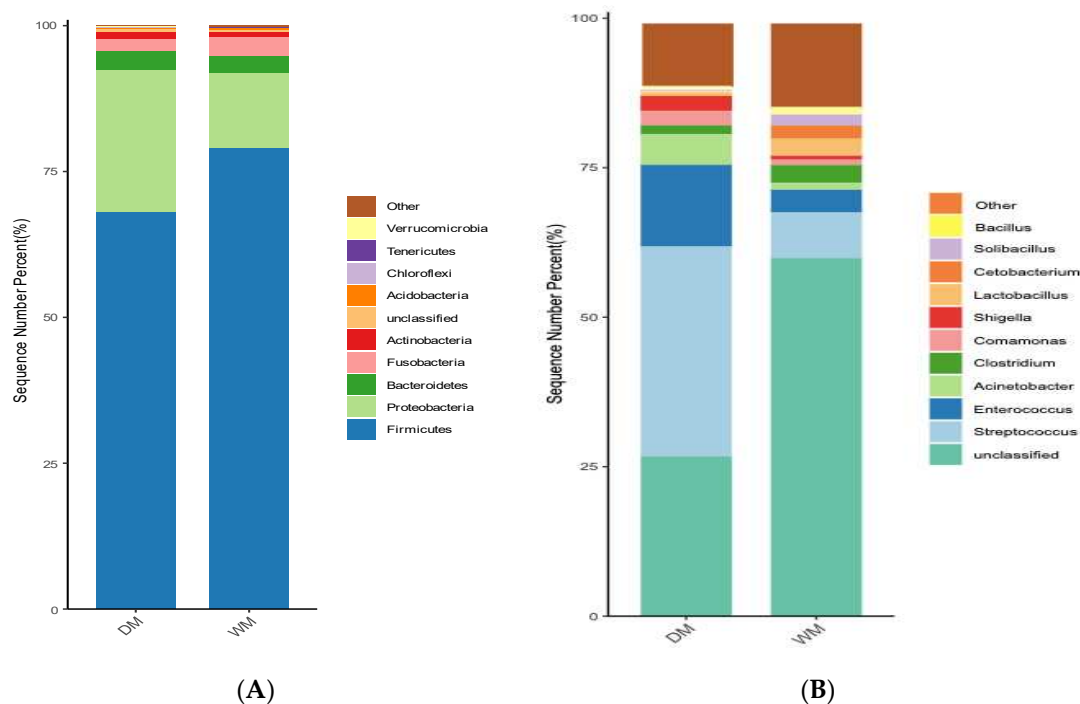 100
75
50
25
0
Sequence Number Percent(%)
DM
WM
Other
Verrucomicrobia
Tenericutes
Chloroflexi
Acidobacteria
unclassified
Actinobacteria
Fusobacteria
Bacteroidetes
Proteobacteria
Firmicutes
(A)
100
75
50
25
0
Sequence Number Percent(%)
DM
WM
Other
Bacillus
Solibacillus
Cetobacterium
Lactobacillus
Shigella
Comamonas
Clostridium
Acinetobacter
Enterococcus
Streptococcus
unclassified
(B)